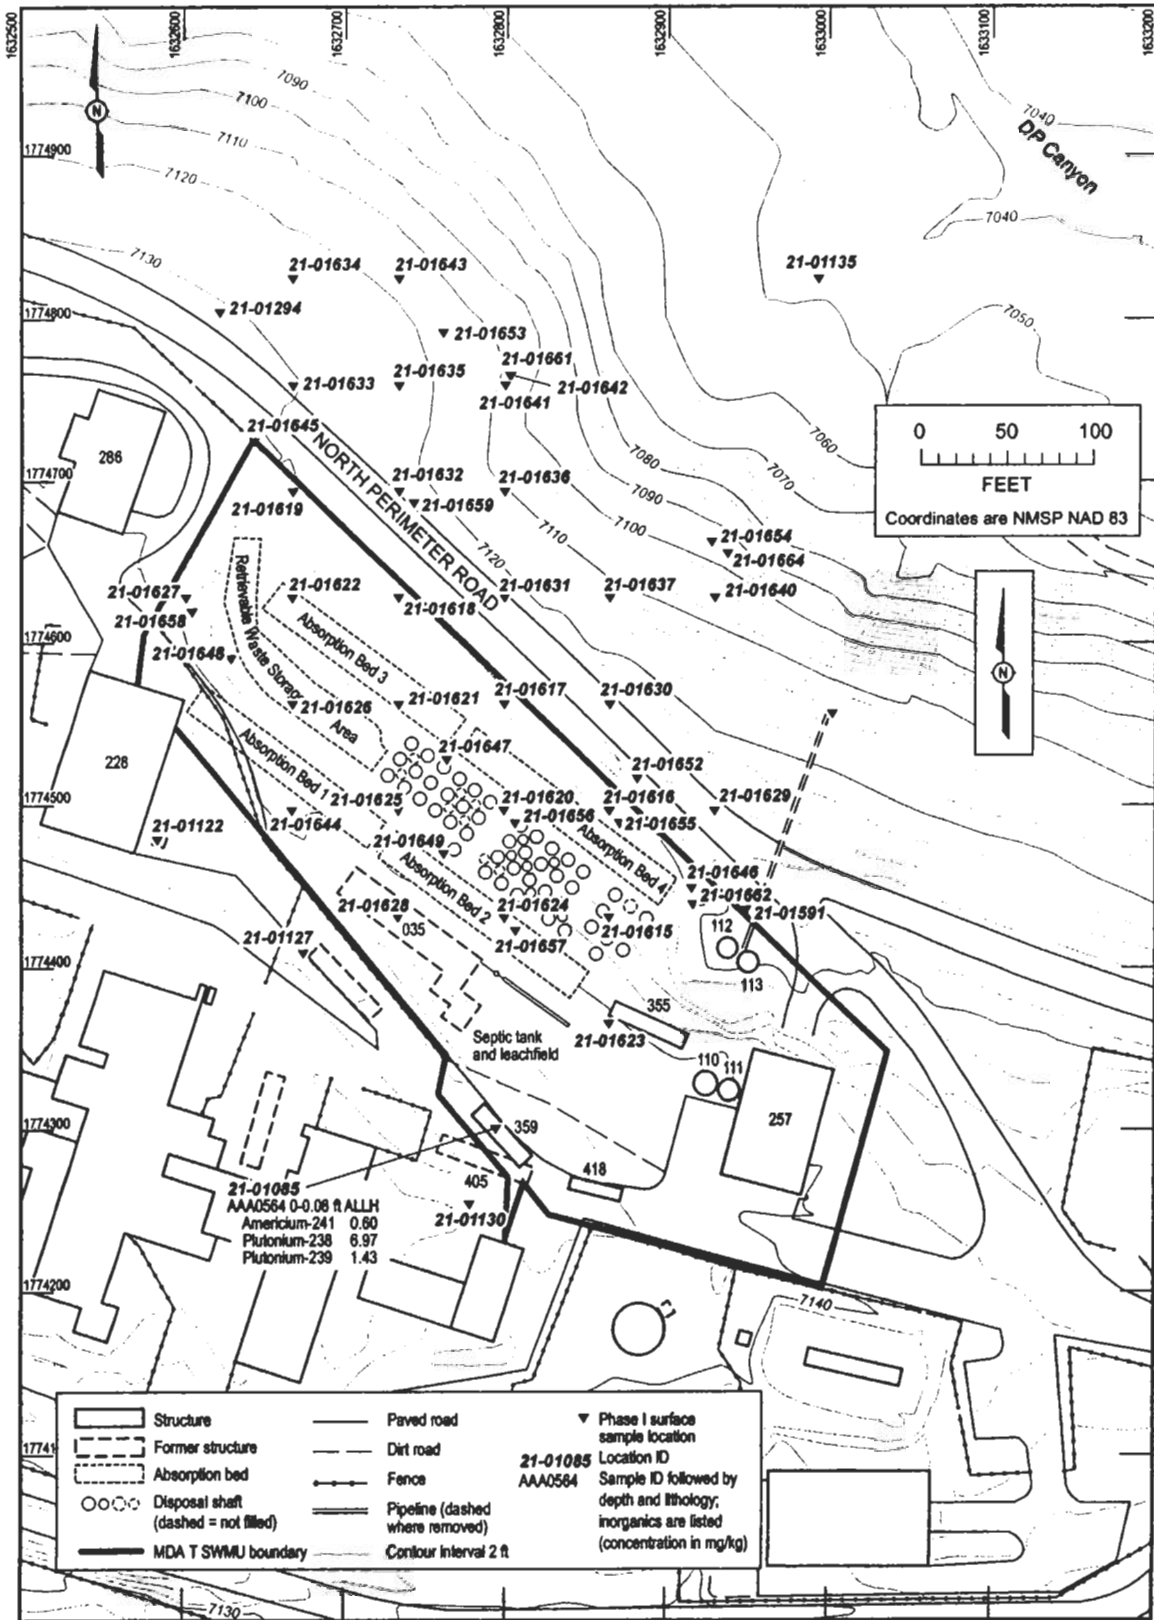 1632500
1632600
1632700
1632800
1632900
1633000
1633100
1633200
N
7090
7100
7110
7120
7130
7040
DP Canyon
7040
1774900
21-01634
21-01643
21-01135
21-01294
1774800
7050
21-01653
21-01661
21-01642
21-01633
21-01635
21-01641
0 50 100
FEET
Coordinates are NMSP NAD 83
21-01645
NORTH PERIMETER ROAD
7060
7080
7070
286
1774700
21-01632
21-01636
21-01619
21-01659
7090
7100
7110
7120
21-01654
21-01664
21-01627
21-01622
21-01631
21-01637
21-01640
21-01658
21-01618
Retrievable Waste Storage Area
Absorption Bed 3
1774600
N
21-01648
21-01621
21-01617
21-01630
21-01626
Absorption Bed 1
228
21-01647
21-01652
1774500
21-01625
21-01620
21-01616
21-01629
21-01644
21-01656
21-01655
21-01122
21-01649
Absorption Bed 2
Absorption Bed 4
21-01646
21-01662
21-01628
21-01624
21-01615
21-01591
035
112
21-01657
21-01127
1774400
113
355
Septic tank
and leachfield
21-01623
110
111
257
1774300
359
418
21-01085
405
AAA0564 0-0.08 ft ALLH
Americium-241 0.60
21-01130
Plutonium-238 6.97
Plutonium-239 1.43
1774200
7140
Structure
Former structure
Absorption bed
Disposal shaft
(dashed = not filled)
MDA T SWMU boundary
Paved road
Dirt road
Fence
Pipeline (dashed
where removed)
Contour interval 2 ft
Phase I surface
sample location
21-01085 Location ID
AAA0564 Sample ID followed by
depth and lithology;
inorganics are listed
(concentration in mg/kg)
17741
7130